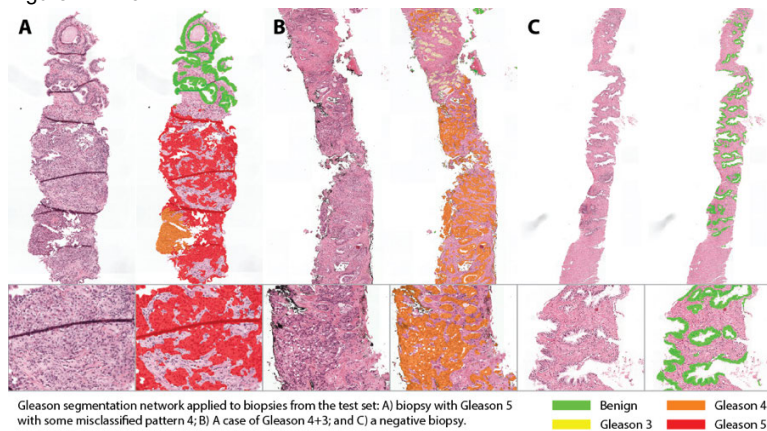 A
B
C
Gleason segmentation network applied to biopsies from the test set: A) biopsy with Gleason 5
with some misclassified pattern 4; B) A case of Gleason 4+3; and C) a negative biopsy.
Benign
Gleason 4
Gleason 3
Gleason 5